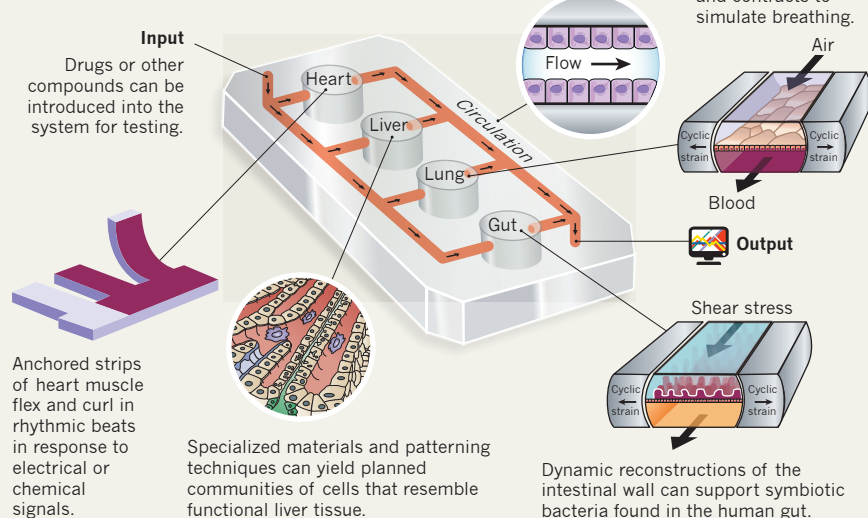 and contracts to
simulate breathing.
Input
Drugs or other
compounds can be
introduced into the
system for testing.
Heart
Liver
Lung
Gut
Circulation
Flow
Air
Cyclic
strain
Cyclic
strain
Blood
Output
Shear stress
Cyclic
strain
Cyclic
strain
Anchored strips
of heart muscle
flex and curl in
rhythmic beats
in response to
electrical or
chemical
signals.
Specialized materials and patterning
techniques can yield planned
communities of cells that resemble
functional liver tissue.
Dynamic reconstructions of the
intestinal wall can support symbiotic
bacteria found in the human gut.